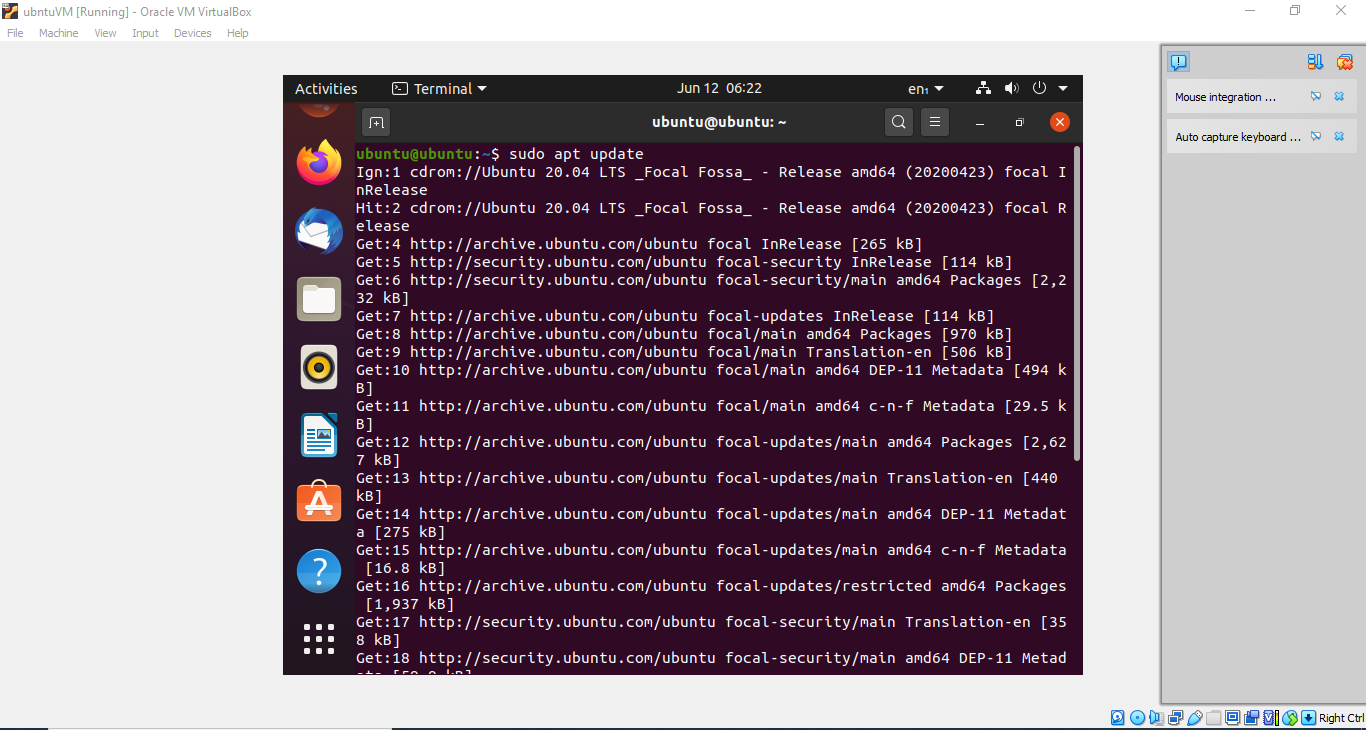 ubntuVM [Running] - Oracle VM VirtualBox
File Machine View Input Devices Help
Activities Terminal Jun 12 06:22 en₁
ubuntu@ubuntu: ~
Mouse integration ...
Auto capture keyboard ...
ubuntu@ubuntu:~$ sudo apt update
Ign:1 cdrom://Ubuntu 20.04 LTS _Focal Fossa_ - Release amd64 (20200423) focal I
nRelease
Hit:2 cdrom://Ubuntu 20.04 LTS _Focal Fossa_ - Release amd64 (20200423) focal R
elease
Get:4 http://archive.ubuntu.com/ubuntu focal InRelease [265 kB]
Get:5 http://security.ubuntu.com/ubuntu focal-security InRelease [114 kB]
Get:6 http://security.ubuntu.com/ubuntu focal-security/main amd64 Packages [2,2
32 kB]
Get:7 http://archive.ubuntu.com/ubuntu focal-updates InRelease [114 kB]
Get:8 http://archive.ubuntu.com/ubuntu focal/main amd64 Packages [970 kB]
Get:9 http://archive.ubuntu.com/ubuntu focal/main Translation-en [506 kB]
Get:10 http://archive.ubuntu.com/ubuntu focal/main amd64 DEP-11 Metadata [494 k
B]
Get:11 http://archive.ubuntu.com/ubuntu focal/main amd64 c-n-f Metadata [29.5 k
B]
Get:12 http://archive.ubuntu.com/ubuntu focal-updates/main amd64 Packages [2,62
7 kB]
Get:13 http://archive.ubuntu.com/ubuntu focal-updates/main Translation-en [440
kB]
Get:14 http://archive.ubuntu.com/ubuntu focal-updates/main amd64 DEP-11 Metadat
a [275 kB]
Get:15 http://archive.ubuntu.com/ubuntu focal-updates/main amd64 c-n-f Metadata
[16.8 kB]
Get:16 http://archive.ubuntu.com/ubuntu focal-updates/restricted amd64 Packages
[1,937 kB]
Get:17 http://security.ubuntu.com/ubuntu focal-security/main Translation-en [35
8 kB]
Get:18 http://security.ubuntu.com/ubuntu focal-security/main amd64 DEP-11 Metad
Right Ctrl